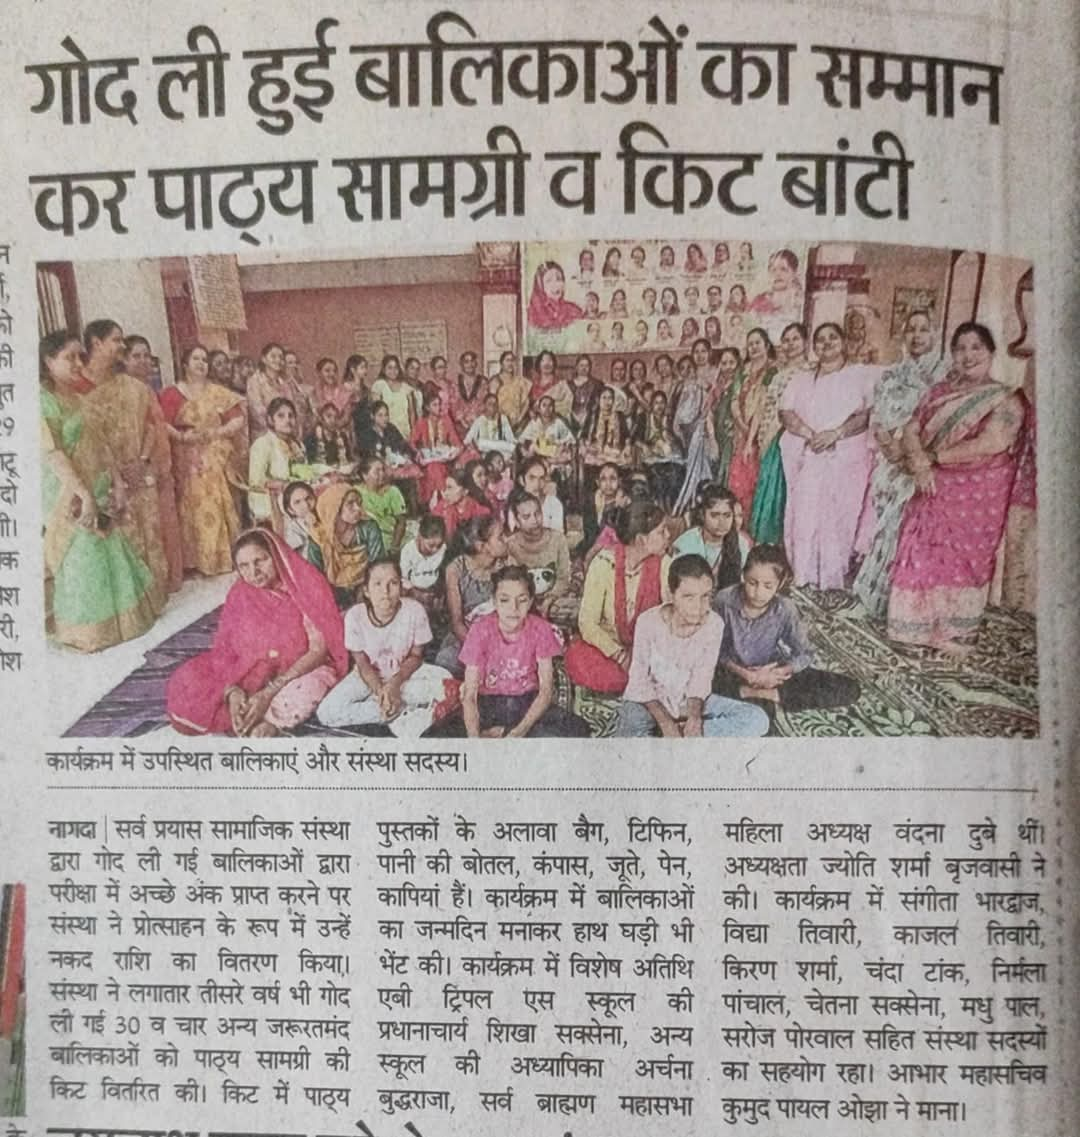 गोद ली हुई बालिकाओं का सम्मान
कर पाठ्य सामग्री व किट बांटी
कार्यक्रम में उपस्थित बालिकाएं और संस्था सदस्य।
नागदा | सर्व प्रयास सामाजिक संस्था
द्वारा गोद ली गई बालिकाओं द्वारा
परीक्षा में अच्छे अंक प्राप्त करने पर
संस्था ने प्रोत्साहन के रूप में उन्हें
नकद राशि का वितरण किया।
संस्था ने लगातार तीसरे वर्ष भी गोद
ली गई 30 व चार अन्य जरूरतमंद
बालिकाओं को पाठ्य सामग्री की
किट वितरित की। किट में पाठ्य
पुस्तकों के अलावा बैग, टिफिन,
पानी की बोतल, कंपास, जूते, पेन,
कापियां हैं। कार्यक्रम में बालिकाओं
का जन्मदिन मनाकर हाथ घड़ी भी
भेंट की। कार्यक्रम में विशेष अतिथि
एबी ट्रिपल एस स्कूल की
प्रधानाचार्य शिखा सक्सेना, अन्य
स्कूल की अध्यापिका अर्चना
बुद्धराजा, सर्व ब्राह्मण महासभा
महिला अध्यक्ष वंदना दुबे थीं।
अध्यक्षता ज्योति शर्मा बृजवासी ने
की। कार्यक्रम में संगीता भारद्वाज,
विद्या तिवारी, काजल तिवारी,
किरण शर्मा, चंदा टांक, निर्मला
पांचाल, चेतना सक्सेना, मधु पाल,
सरोज पोरवाल सहित संस्था सदस्यों
का सहयोग रहा। आभार महासचिव
कुमुद पायल ओझा ने माना।